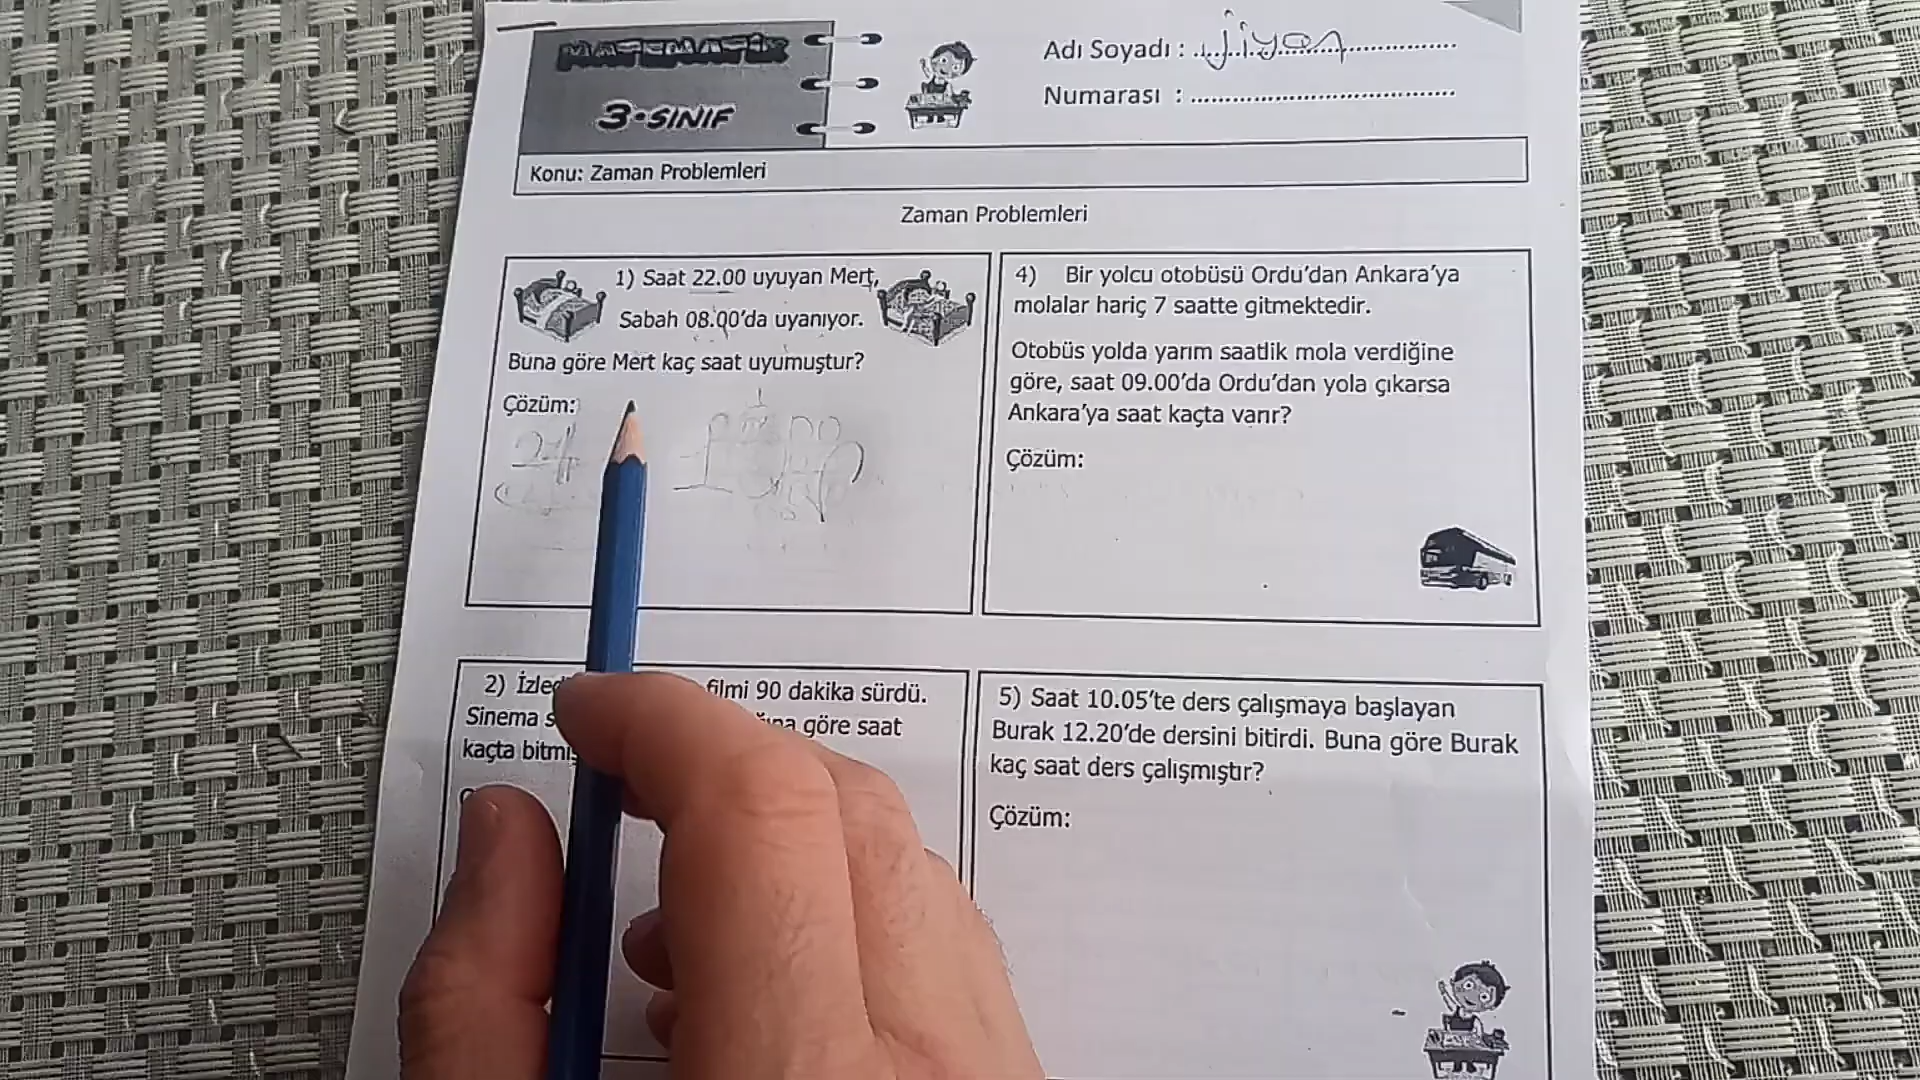 MATEMATİK
3.SINIF
Adı Soyadı : Jiyan
Numarası :
Konu: Zaman Problemleri
Zaman Problemleri
1) Saat 22.00 uyuyan Mert,
Sabah 08.00'da uyanıyor.
Buna göre Mert kaç saat uyumuştur?
Çözüm:
24
2) filmi 90 dakika sürdü.
Sinema göre saat
kaçta
4) Bir yolcu otobüsü Ordu'dan Ankara'ya
molalar hariç 7 saatte gitmektedir.
Otobüs yolda yarım saatlik mola verdiğine
göre, saat 09.00'da Ordu'dan yola çıkarsa
Ankara'ya saat kaçta varır?
Çözüm:
5) Saat 10.05'te ders çalışmaya başlayan
Burak 12.20'de dersini bitirdi. Buna göre Burak
kaç saat ders çalışmıştır?
Çözüm: